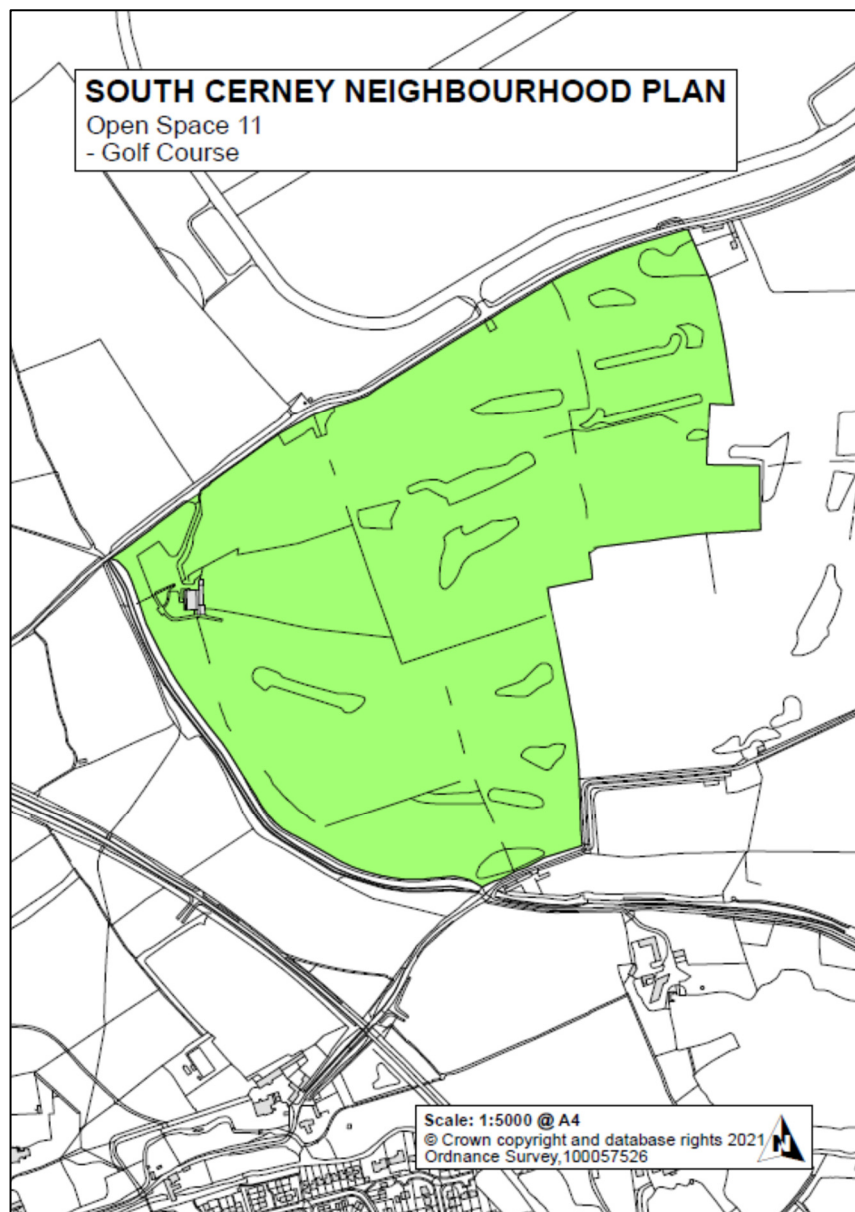 SOUTH CERNEY NEIGHBOURHOOD PLAN
Open Space 11
- Golf Course
Scale: 1:5000 @ A4
© Crown copyright and database rights 2021
Ordnance Survey,100057526
N